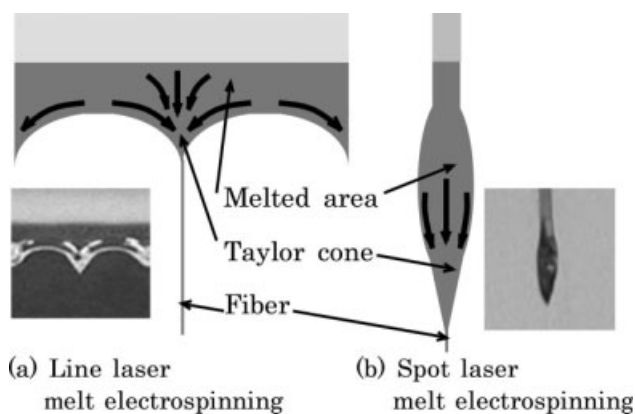 Melted area
Taylor cone
Fiber
(a) Line laser
melt electrospinning
(b) Spot laser
melt electrospinning